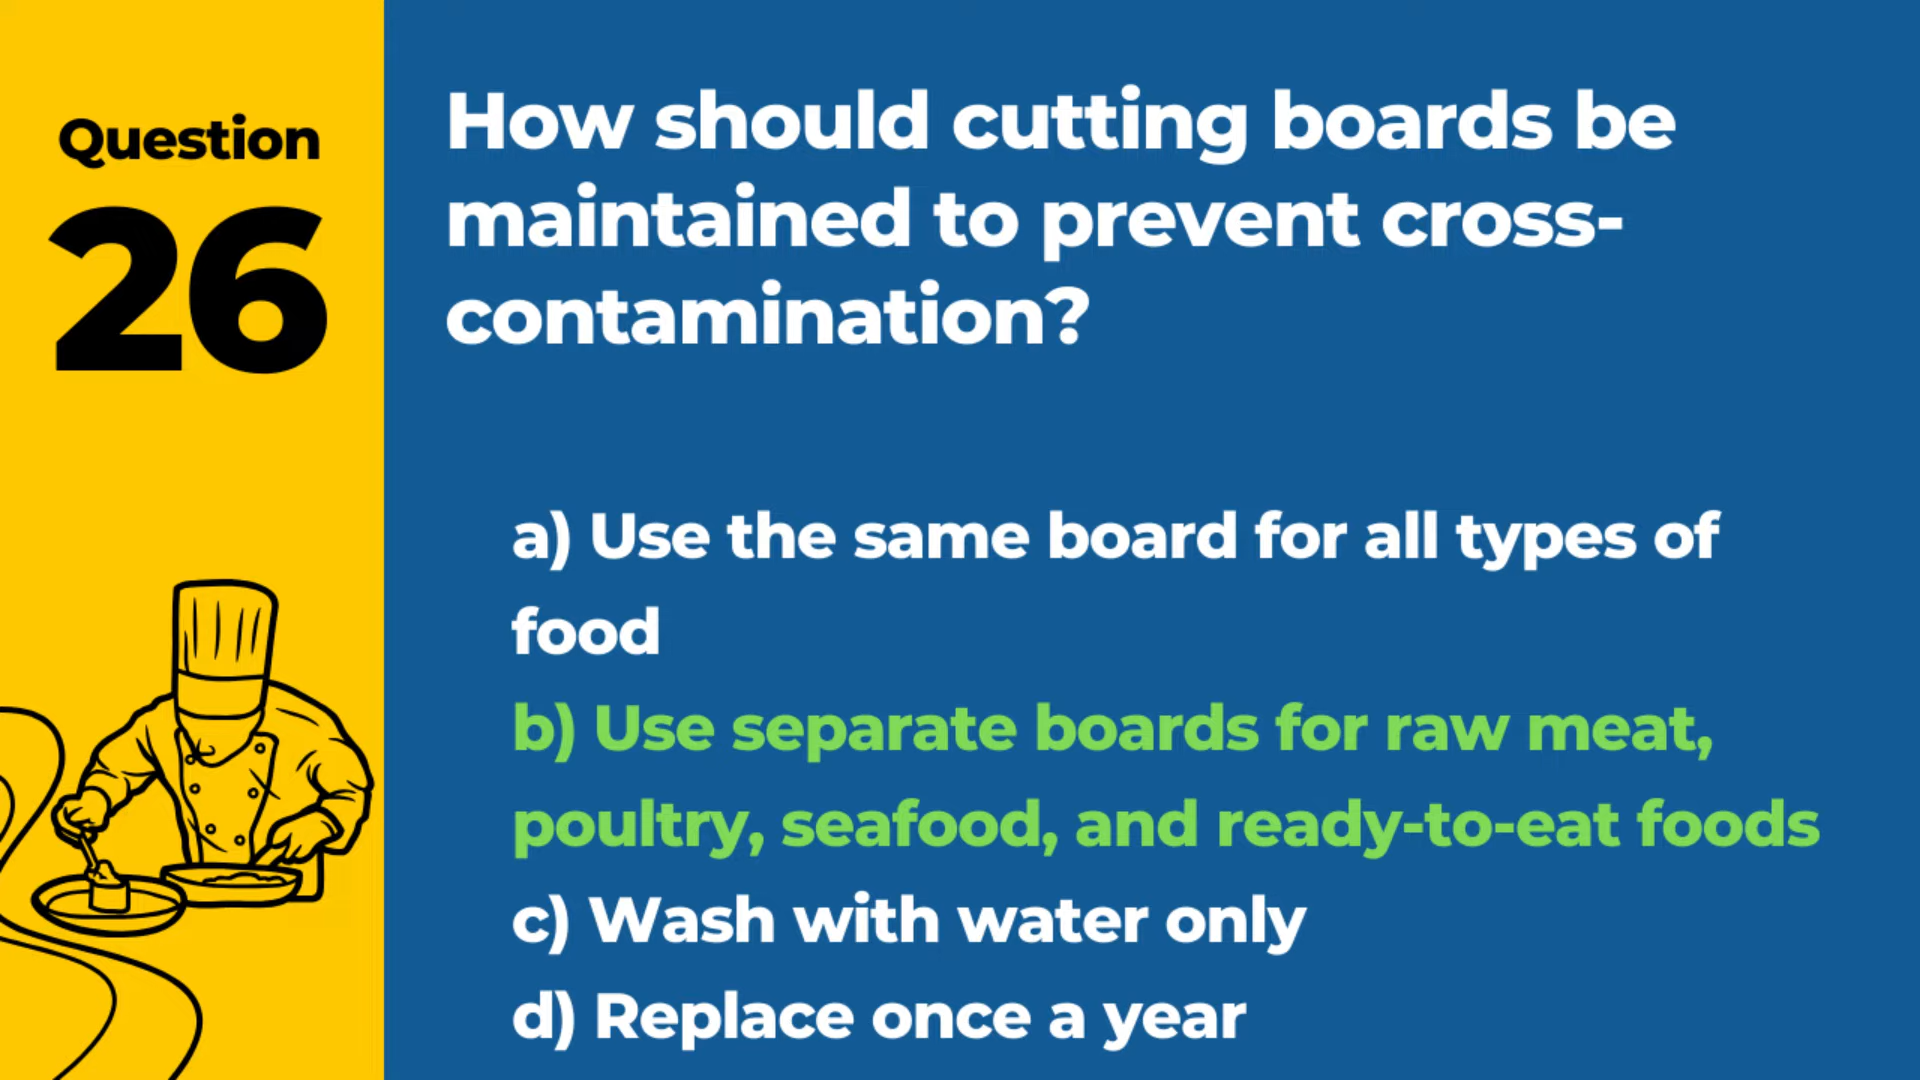 Question
26
How should cutting boards be
maintained to prevent cross-
contamination?
a) Use the same board for all types of
food
b) Use separate boards for raw meat,
poultry, seafood, and ready-to-eat foods
c) Wash with water only
d) Replace once a year